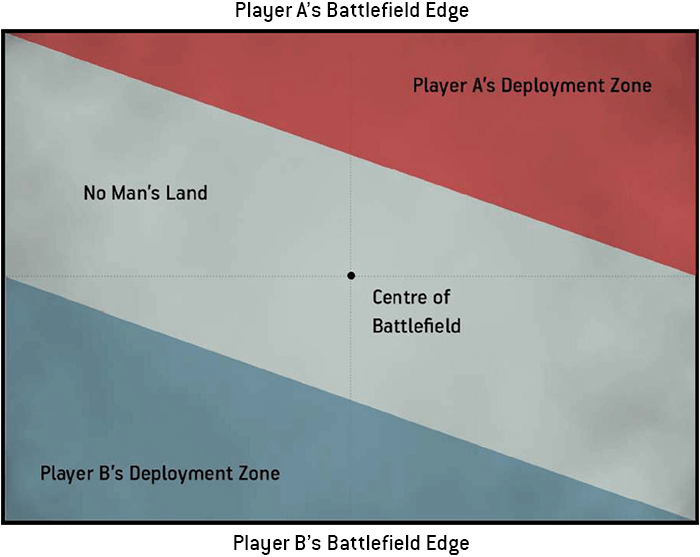 Player A's Battlefield Edge
Player A's Deployment Zone
No Man's Land
Centre of
Battlefield
Player B's Deployment Zone
Player B's Battlefield Edge